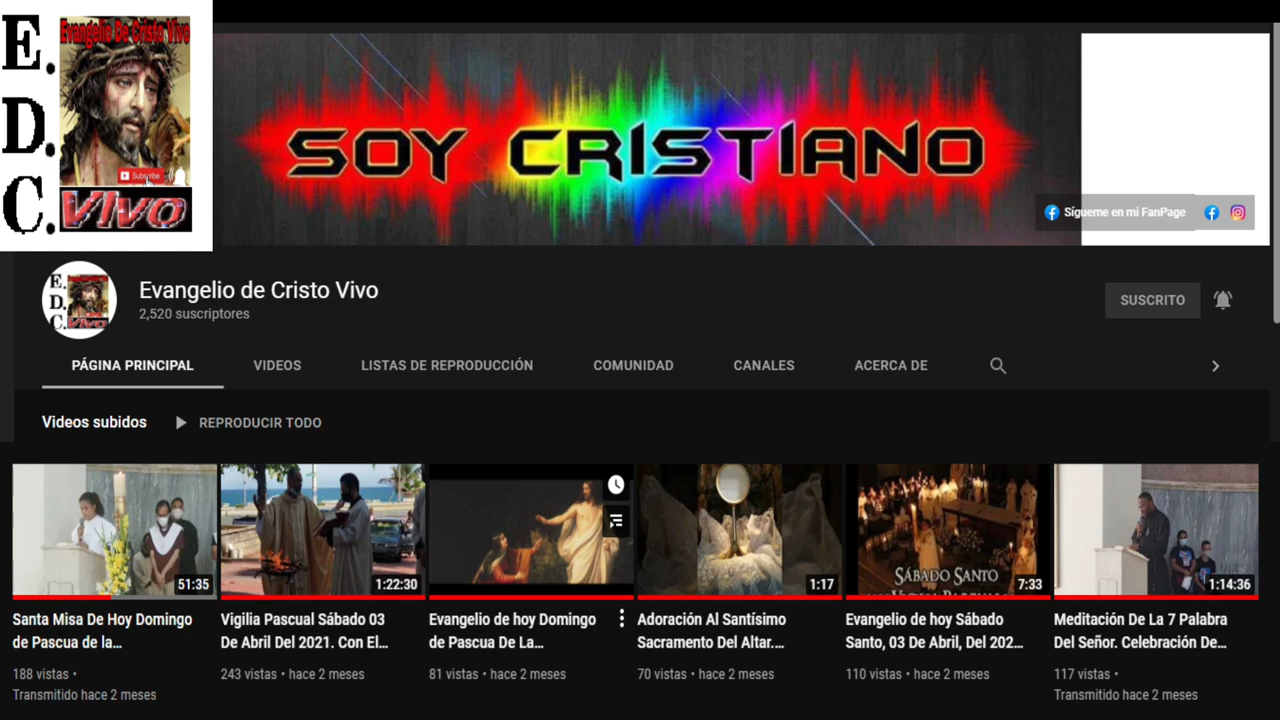 E.
D.
C.
Evangelio De Cristo Vivo
Subscribe
Vivo
SOY CRISTIANO
Sígueme en mi FanPage
E.
D.
C.
Vivo
Evangelio de Cristo Vivo
2,520 suscriptores
SUSCRITO
PÁGINA PRINCIPAL
VIDEOS
LISTAS DE REPRODUCCIÓN
COMUNIDAD
CANALES
ACERCA DE
Videos subidos
REPRODUCIR TODO
51:35
1:22:30
1:17
SÁBADO SANTO
7:33
1:14:36
Santa Misa De Hoy Domingo
de Pascua de la...
188 vistas •
Transmitido hace 2 meses
Vigilia Pascual Sábado 03
De Abril Del 2021. Con El...
243 vistas • hace 2 meses
Evangelio de hoy Domingo
de Pascua De La...
81 vistas • hace 2 meses
Adoración Al Santísimo
Sacramento Del Altar....
70 vistas • hace 2 meses
Evangelio de hoy Sábado
Santo, 03 De Abril, Del 202...
110 vistas • hace 2 meses
Meditación De La 7 Palabra
Del Señor. Celebración De...
117 vistas •
Transmitido hace 2 meses